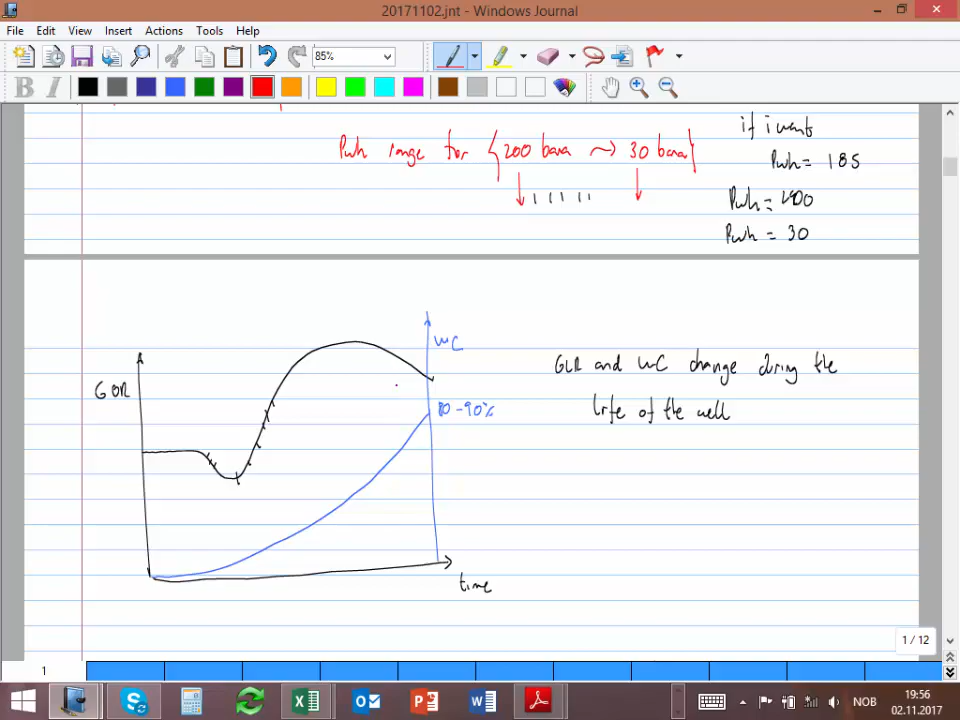 20171102.jnt - Windows Journal
File Edit View Insert Actions Tools Help
85%
if i want
Pwh range for {200 bara ~> 30 bara}
Pwh = 185
Pwh = 200
Pwh = 30
WC
GOR
GLR and WC change during the
life of the well
80-90%
time
1 / 12
1
NOB
19:56
02.11.2017